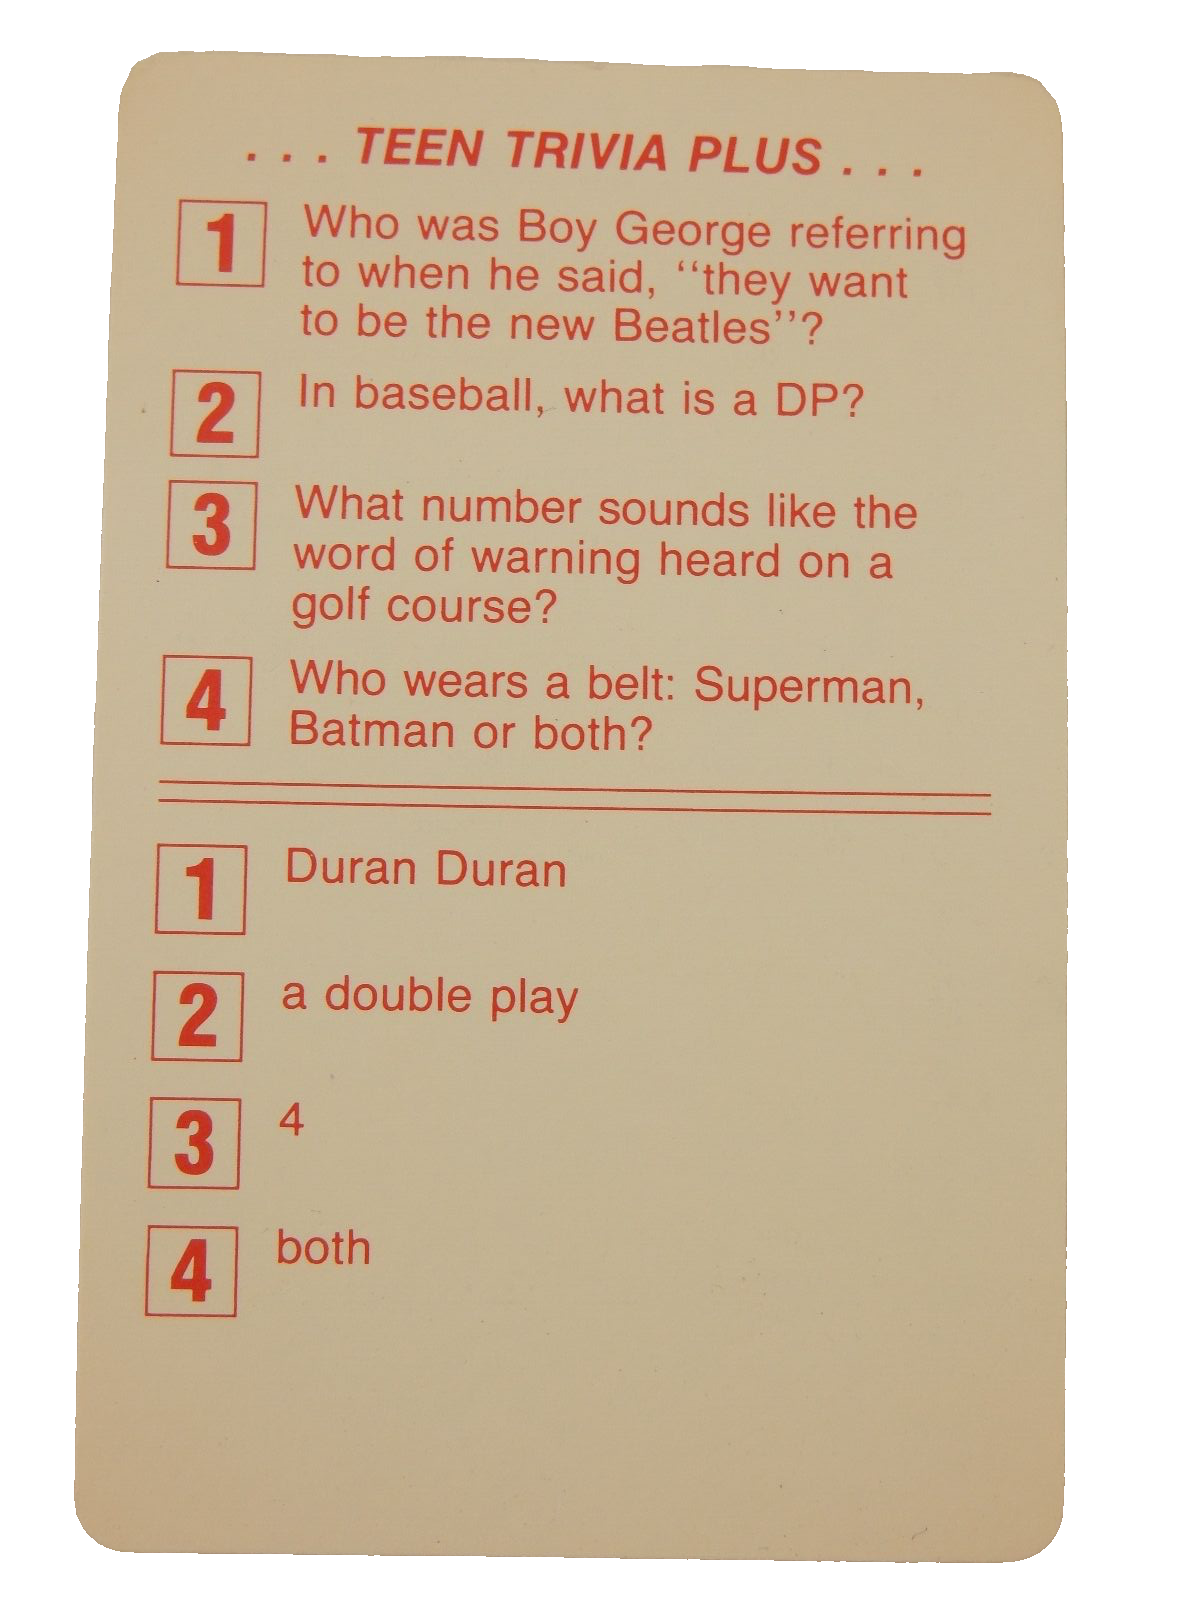 . . . TEEN TRIVIA PLUS . . .
1 Who was Boy George referring
to when he said, ‘‘they want
to be the new Beatles’’?
2 In baseball, what is a DP?
3 What number sounds like the
word of warning heard on a
golf course?
4 Who wears a belt: Superman,
Batman or both?
1 Duran Duran
2 a double play
3 4
4 both